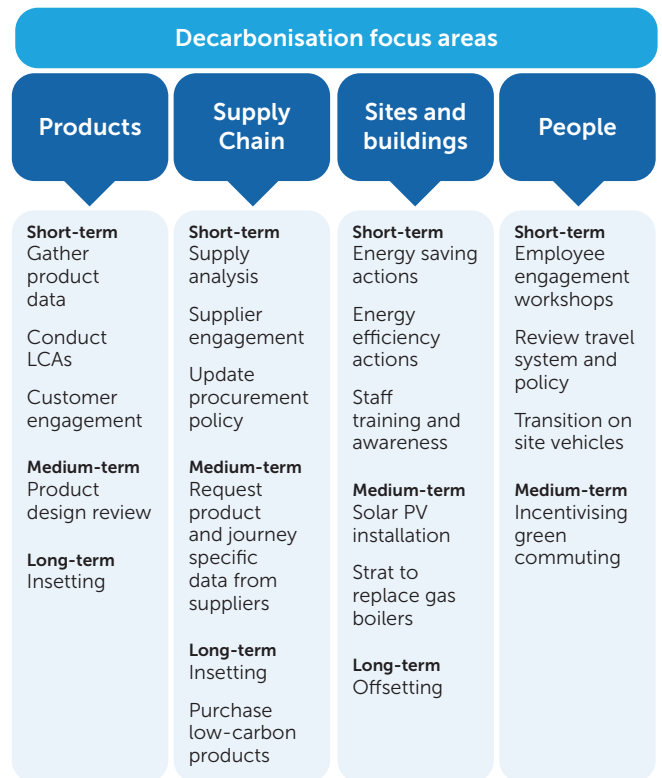 Decarbonisation focus areas
Products
Supply
Chain
Sites and
buildings
People
Short-term
Gather
product
data
Conduct
LCAs
Customer
engagement
Medium-term
Product
design review
Long-term
Insetting
Short-term
Supply
analysis
Supplier
engagement
Update
procurement
policy
Medium-term
Request
product
and journey
specific
data from
suppliers
Long-term
Insetting
Purchase
low-carbon
products
Short-term
Energy saving
actions
Energy
efficiency
actions
Staff
training and
awareness
Medium-term
Solar PV
installation
Strat to
replace gas
boilers
Long-term
Offsetting
Short-term
Employee
engagement
workshops
Review travel
system and
policy
Transition on
site vehicles
Medium-term
Incentivising
green
commuting